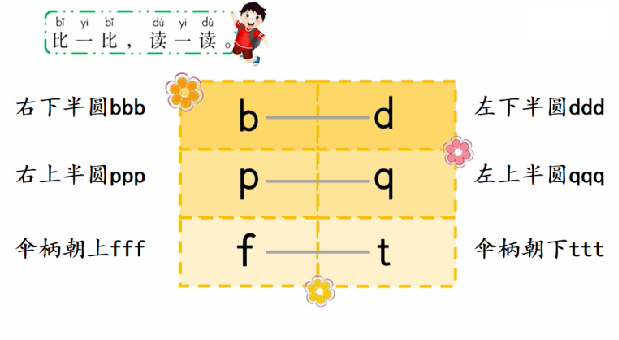 bǐ yi bǐ dú yi dú
比一比，读一读。
右下半圆bbb b d 左下半圆ddd
右上半圆ppp p q 左上半圆qqq
伞柄朝上fff f t 伞柄朝下ttt